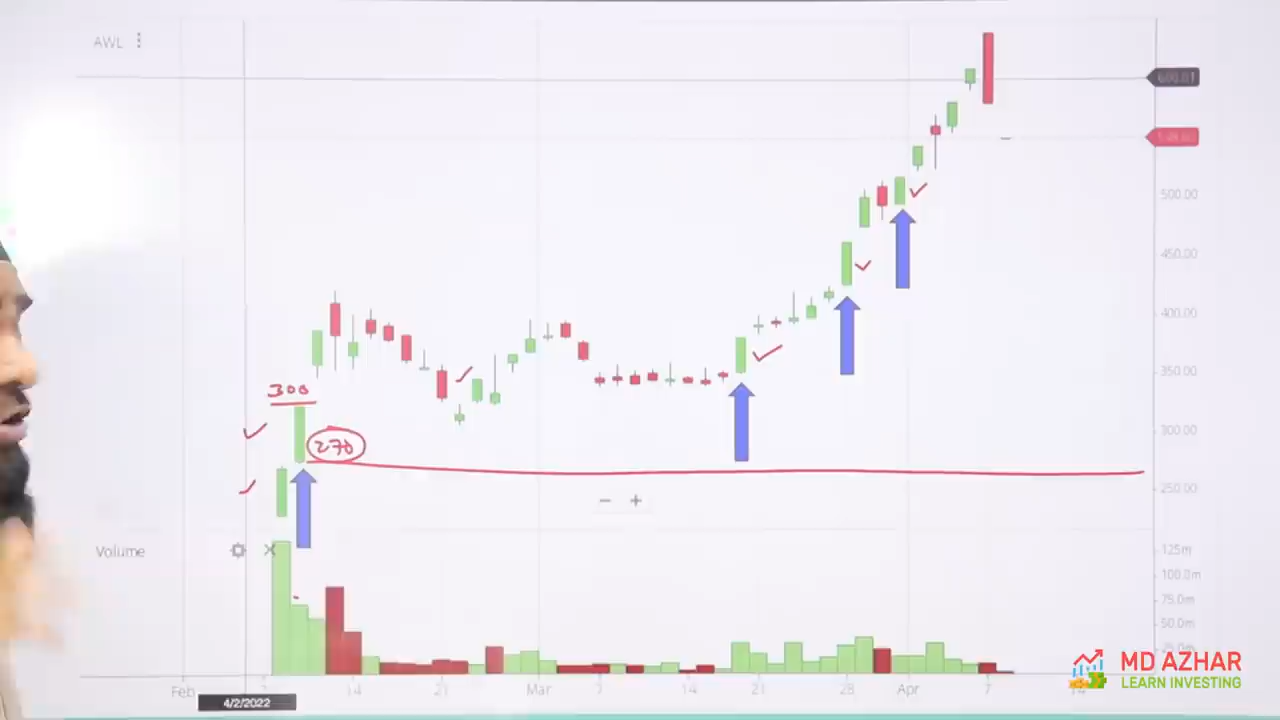 AWL
500.00
450.00
400.00
350.00
300
300.00
270
250.00
Volume
125m
100.0m
75.0m
50.0m
Feb
14
21
Mar
7
14
21
28
Apr
7
4/2/2022
MD AZHAR
LEARN INVESTING